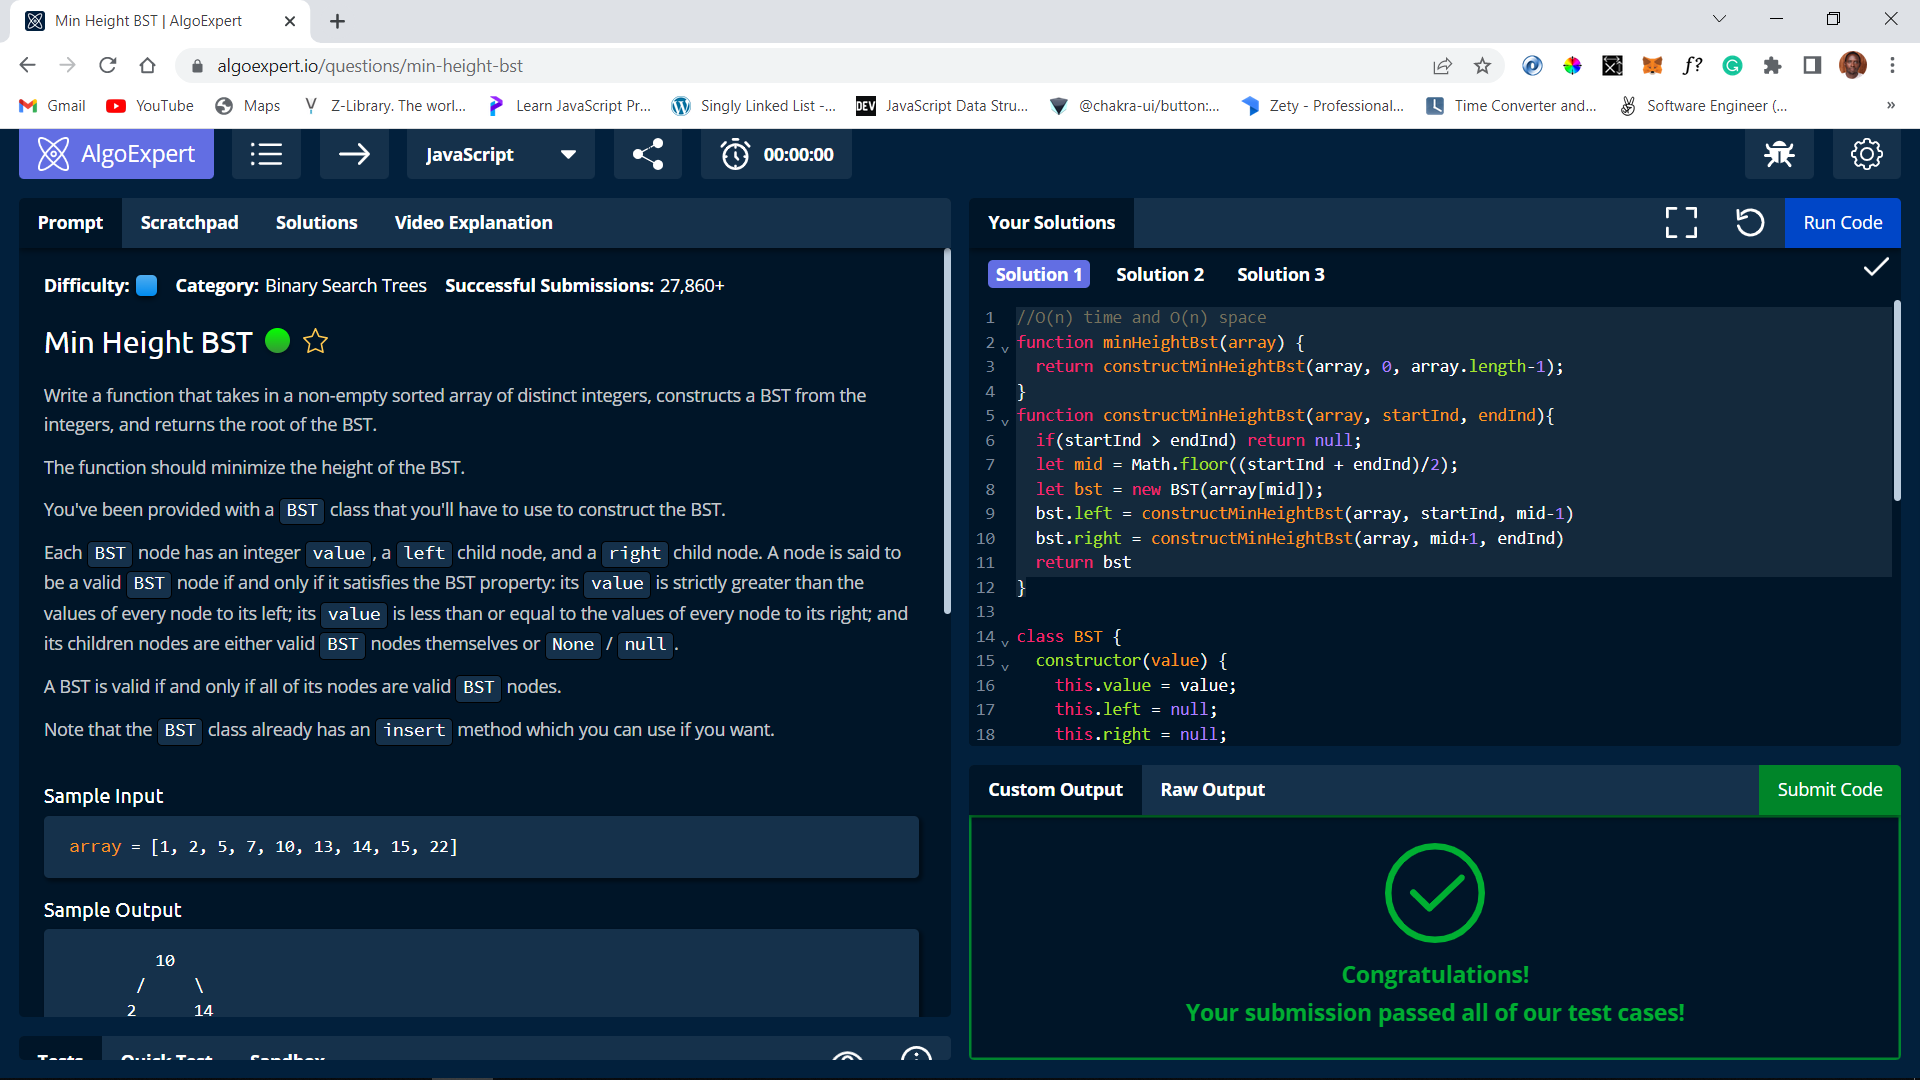 Min Height BST | AlgoExpert
algoexpert.io/questions/min-height-bst
f?
Gmail
YouTube
Maps
Z-Library. The worl...
Learn JavaScript Pr...
Singly Linked List -...
DEV
JavaScript Data Stru...
@chakra-ui/button:...
Zety - Professional...
Time Converter and...
Software Engineer (...
»
AlgoExpert
JavaScript
00:00:00
Prompt
Scratchpad
Solutions
Video Explanation
Difficulty:
Category: Binary Search Trees
Successful Submissions: 27,860+
Min Height BST
Write a function that takes in a non-empty sorted array of distinct integers, constructs a BST from the
integers, and returns the root of the BST.
The function should minimize the height of the BST.
You've been provided with a BST class that you'll have to use to construct the BST.
Each BST node has an integer value , a left child node, and a right child node. A node is said to
be a valid BST node if and only if it satisfies the BST property: its value is strictly greater than the
values of every node to its left; its value is less than or equal to the values of every node to its right; and
its children nodes are either valid BST nodes themselves or None / null .
A BST is valid if and only if all of its nodes are valid BST nodes.
Note that the BST class already has an insert method which you can use if you want.
Sample Input
array = [1, 2, 5, 7, 10, 13, 14, 15, 22]
Sample Output
10
/ \
2 14
Tests
Quick Test
Sandbox
Your Solutions
Run Code
Solution 1
Solution 2
Solution 3
1 //O(n) time and O(n) space
2 function minHeightBst(array) {
3 return constructMinHeightBst(array, 0, array.length-1);
4 }
5 function constructMinHeightBst(array, startInd, endInd){
6 if(startInd > endInd) return null;
7 let mid = Math.floor((startInd + endInd)/2);
8 let bst = new BST(array[mid]);
9 bst.left = constructMinHeightBst(array, startInd, mid-1)
10 bst.right = constructMinHeightBst(array, mid+1, endInd)
11 return bst
12 }
13
14 class BST {
15 constructor(value) {
16 this.value = value;
17 this.left = null;
18 this.right = null;
Custom Output
Raw Output
Submit Code
Congratulations!
Your submission passed all of our test cases!